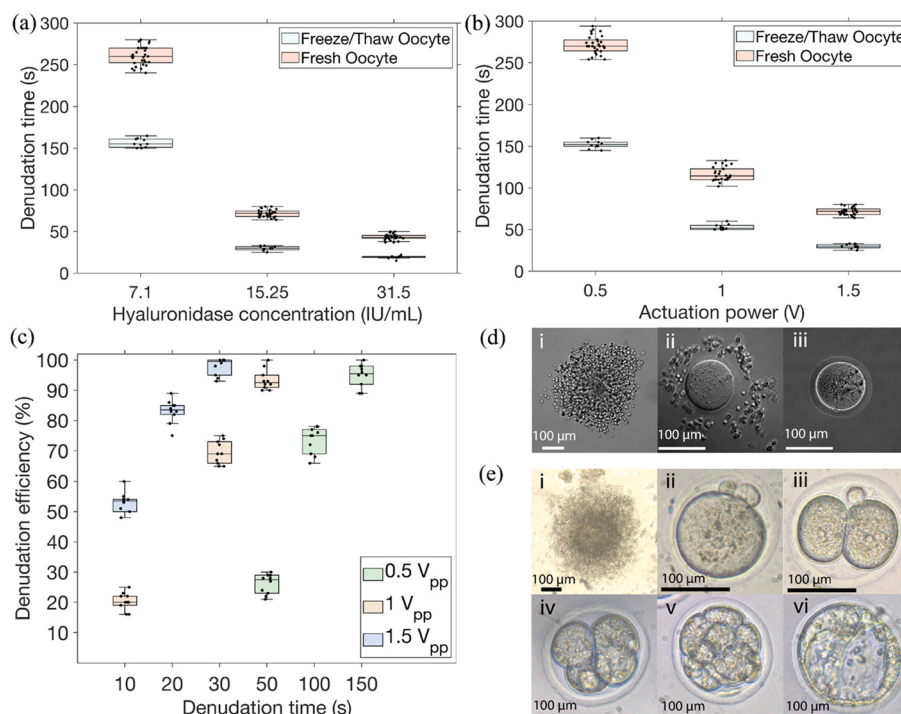 (a)
300
250
200
150
100
50
0
Denudation time (s)
Freeze/Thaw Oocyte
Fresh Oocyte
7.1
15.25
31.5
Hyaluronidase concentration (IU/mL)
(b)
300
250
200
150
100
50
0
Denudation time (s)
Freeze/Thaw Oocyte
Fresh Oocyte
0.5
1
1.5
Actuation power (V)
(c)
100
90
80
70
60
50
40
30
20
10
Denudation efficiency (%)
0.5 Vpp
1 Vpp
1.5 Vpp
10
20
30
50
100
150
Denudation time (s)
(d)
i
ii
iii
100 µm
100 µm
100 µm
(e)
i
ii
iii
100 µm
100 µm
100 µm
iv
v
vi
100 µm
100 µm
100 µm